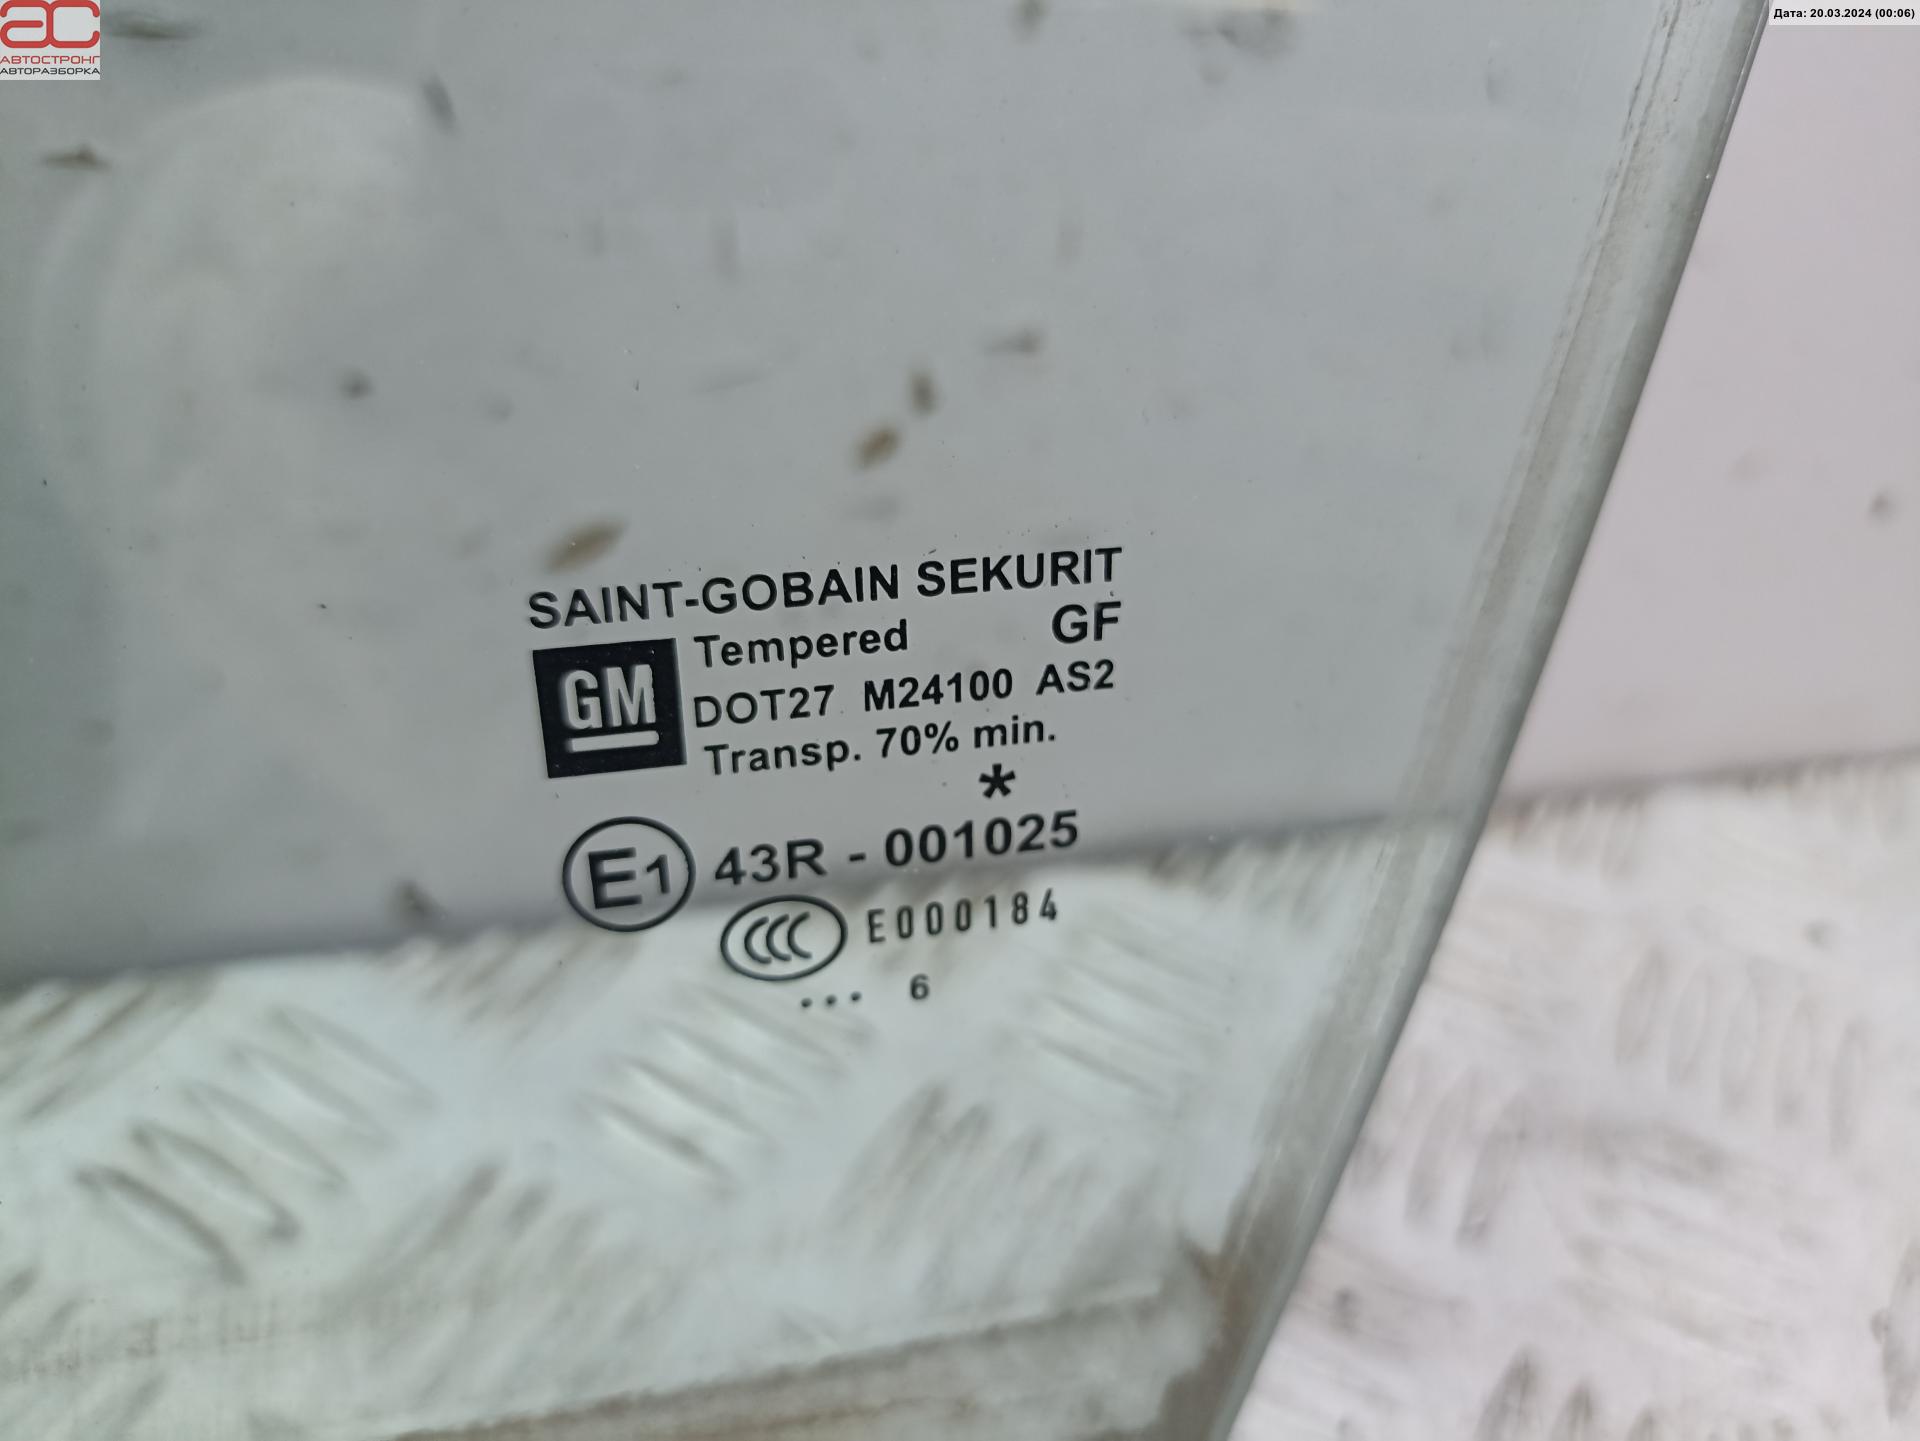 АВТОСТРОНГ
АВТОРАЗБОРКА
Дата: 20.03.2024 (00:06)
SAINT-GOBAIN SEKURIT
GM
Tempered GF
DOT27 M24100 AS2
Transp. 70% min.
*
E1 43R - 001025
CCC E000184
... 6